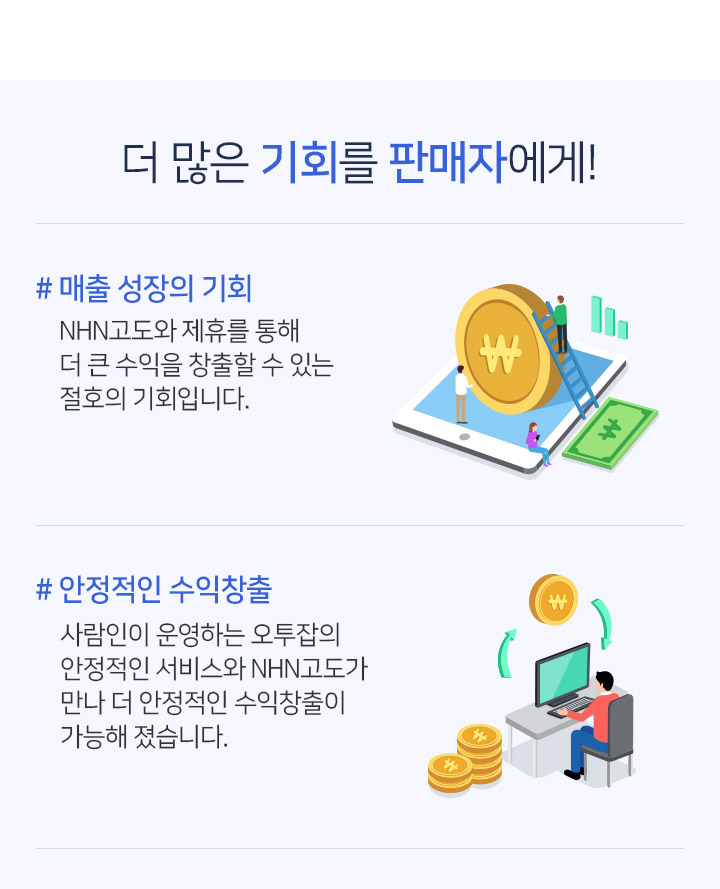 더 많은 기회를 판매자에게!
# 매출 성장의 기회
NHN고도와 제휴를 통해
더 큰 수익을 창출할 수 있는
절호의 기회입니다.
₩
₩
# 안정적인 수익창출
사람인이 운영하는 오투잡의
안정적인 서비스와 NHN고도가
만나 더 안정적인 수익창출이
가능해 졌습니다.
₩
₩
₩